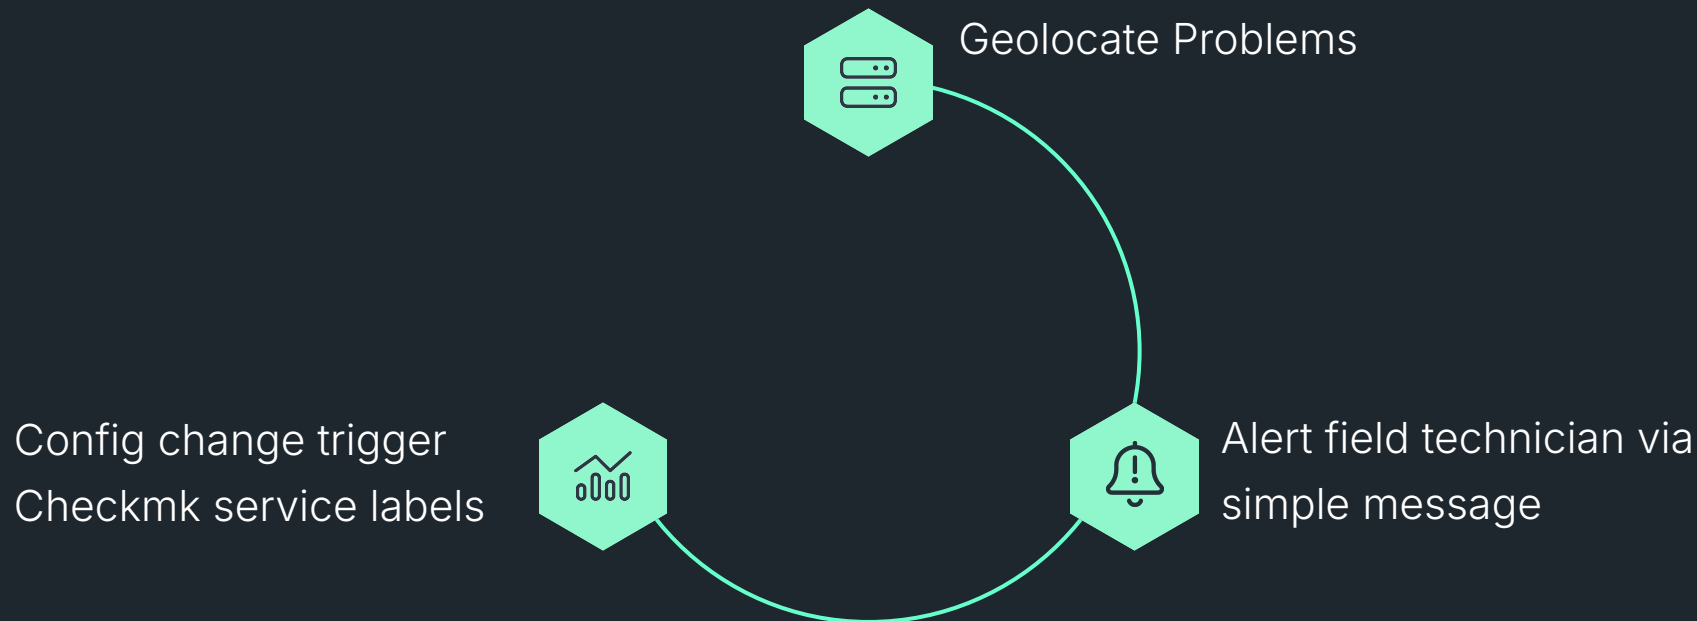 Geolocate Problems
Config change trigger
Checkmk service labels
Alert field technician via
simple message